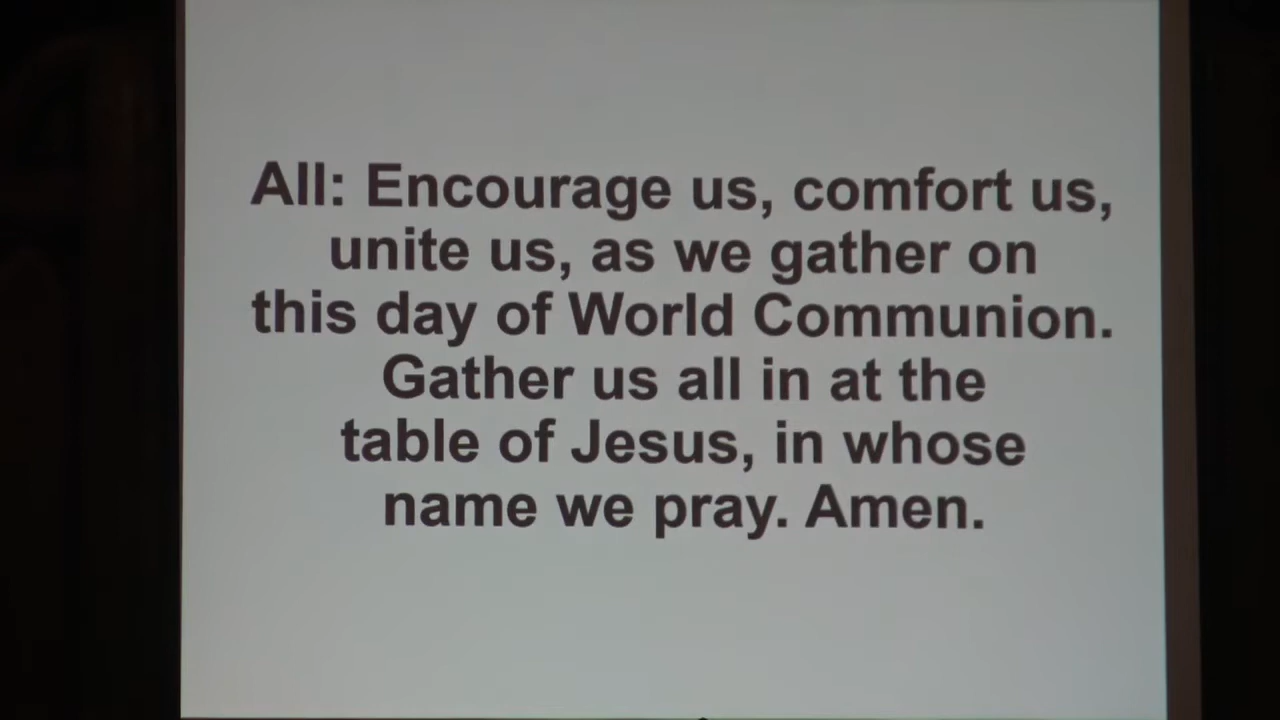 All: Encourage us, comfort us,
unite us, as we gather on
this day of World Communion.
Gather us all in at the
table of Jesus, in whose
name we pray. Amen.